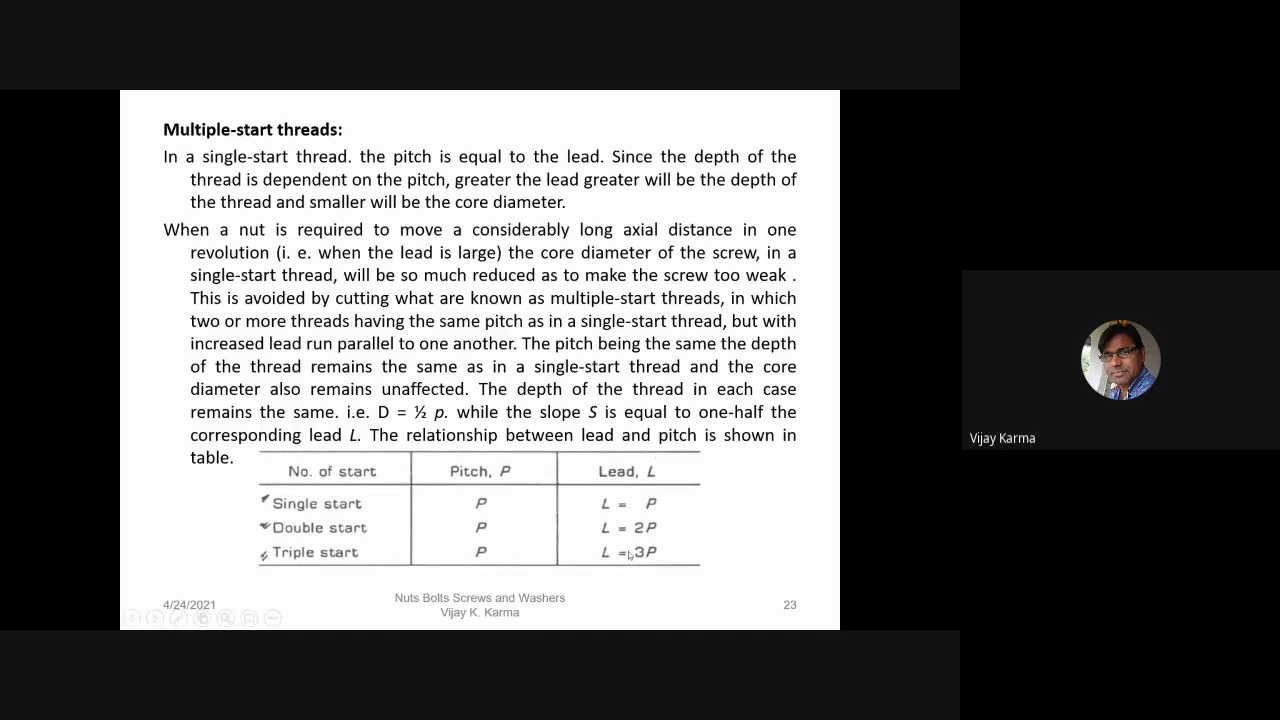 Multiple-start threads:
In a single-start thread. the pitch is equal to the lead. Since the depth of the
thread is dependent on the pitch, greater the lead greater will be the depth of
the thread and smaller will be the core diameter.
When a nut is required to move a considerably long axial distance in one
revolution (i. e. when the lead is large) the core diameter of the screw, in a
single-start thread, will be so much reduced as to make the screw too weak .
This is avoided by cutting what are known as multiple-start threads, in which
two or more threads having the same pitch as in a single-start thread, but with
increased lead run parallel to one another. The pitch being the same the depth
of the thread remains the same as in a single-start thread and the core
diameter also remains unaffected. The depth of the thread in each case
remains the same. i.e. D = ½ p. while the slope S is equal to one-half the
corresponding lead L. The relationship between lead and pitch is shown in
table.
No. of start Pitch, P Lead, L
Single start P L = P
Double start P L = 2P
Triple start P L = 3P
4/24/2021
Nuts Bolts Screws and Washers
Vijay K. Karma
23
Vijay Karma